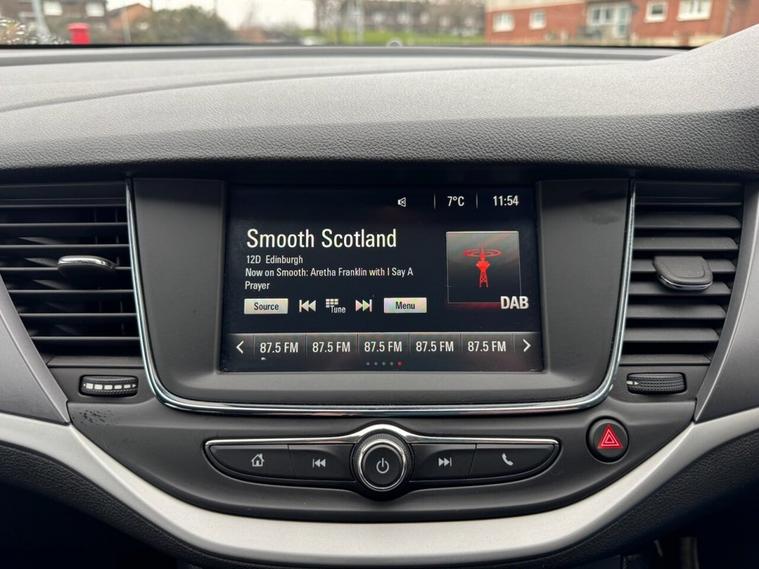 7°C 11:54
Smooth Scotland
12D Edinburgh
Now on Smooth: Aretha Franklin with I Say A
Prayer
DAB
Source Tune Menu
87.5 FM 87.5 FM 87.5 FM 87.5 FM 87.5 FM